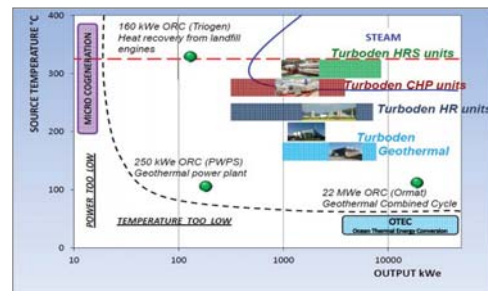 SOURCE TEMPERATURE °C
400
300
200
100
0
MICRO COGENERATION
POWER TOO LOW
160 kWe ORC (Triogen)
Heat recovery from landfill
engines
STEAM
Turboden HRS units
Turboden CHP units
Turboden HR units
Turboden
Geothermal
250 kWe ORC (PWPS)
Geothermal power plant
22 MWe ORC (Ormat)
Geothermal Combined Cycle
TEMPERATURE TOO LOW
OTEC
Ocean Thermal Energy Conversion
10
100
1000
10000
OUTPUT kWe